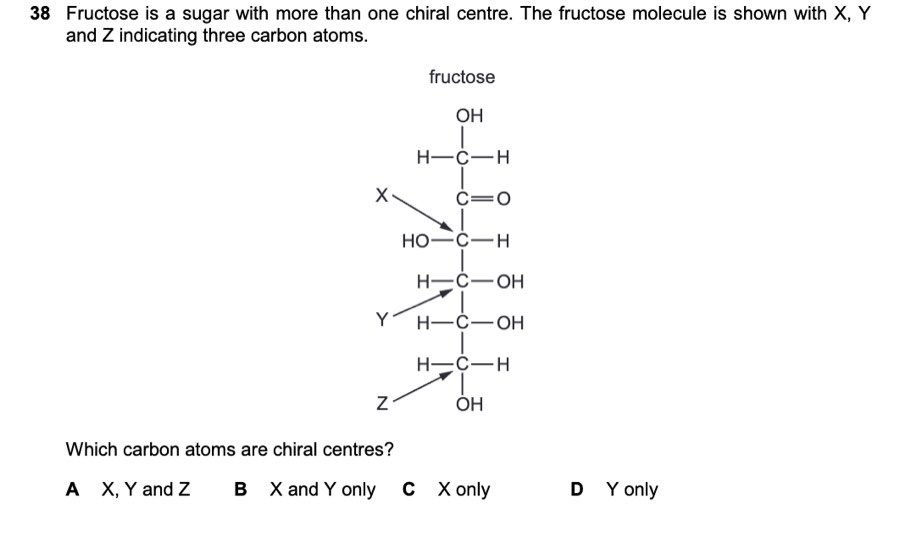 38 Fructose is a sugar with more than one chiral centre. The fructose molecule is shown with X, Y
and Z indicating three carbon atoms.
fructose
OH
H—C—H
X
C=O
HO—C—H
H—C—OH
Y
H—C—OH
H—C—H
Z
OH
Which carbon atoms are chiral centres?
A X, Y and Z B X and Y only C X only D Y only